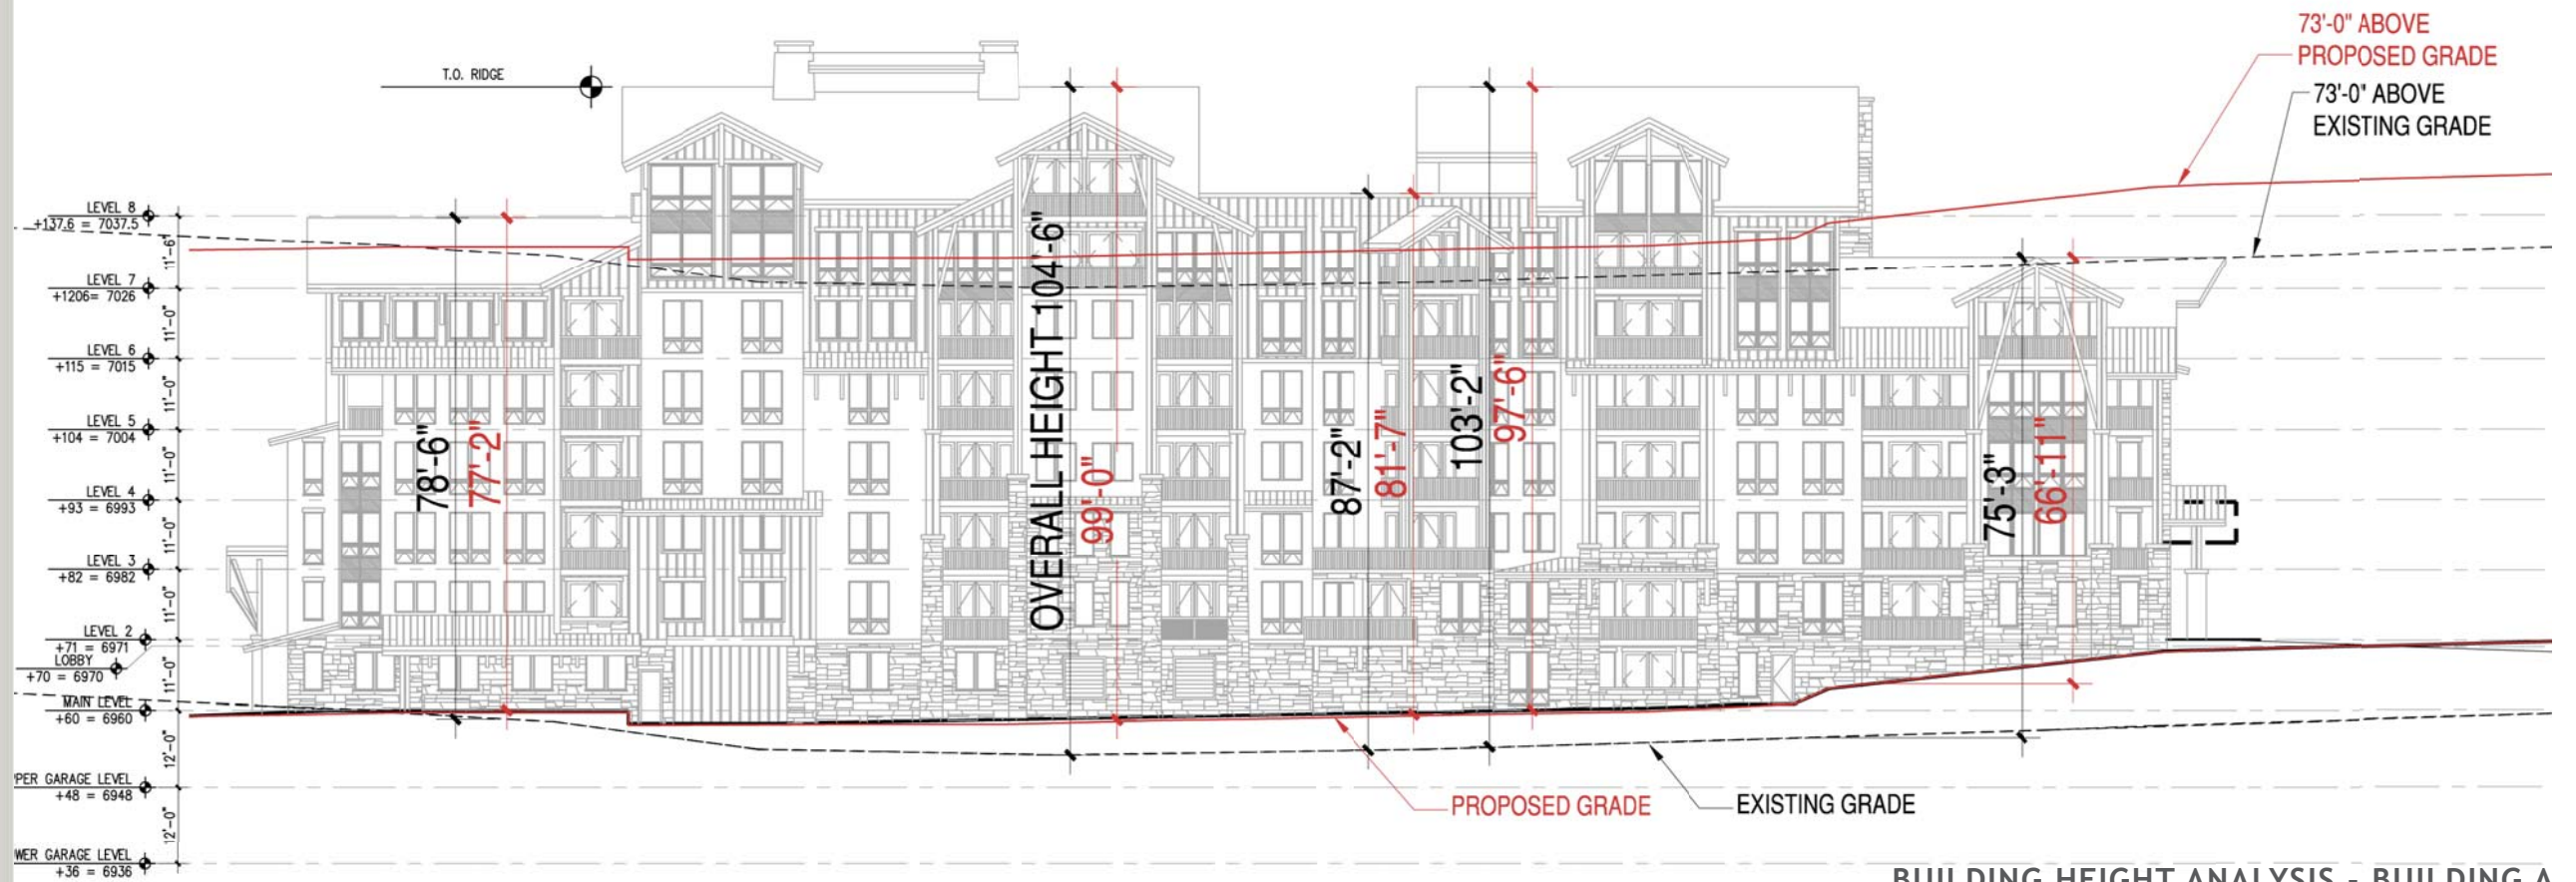 73'-0" ABOVE
PROPOSED GRADE
73'-0" ABOVE
EXISTING GRADE
T.O. RIDGE
LEVEL 8
+137.6 = 7037.5
11'-6"
LEVEL 7
+1206= 7026
11'-0"
LEVEL 6
+115 = 7015
11'-0"
LEVEL 5
+104 = 7004
11'-0"
LEVEL 4
+93 = 6993
11'-0"
LEVEL 3
+82 = 6982
11'-0"
LEVEL 2
+71 = 6971
LOBBY
+70 = 6970
11'-0"
MAIN LEVEL
+60 = 6960
12'-0"
PPER GARAGE LEVEL
+48 = 6948
12'-0"
WER GARAGE LEVEL
+36 = 6936
78'-6"
77'-2"
OVERALL HEIGHT 104'-6"
99'-0"
87'-2"
81'-7"
103'-2"
97'-6"
75'-3"
66'-11"
PROPOSED GRADE
EXISTING GRADE
BUILDING HEIGHT ANALYSIS - BUILDING A